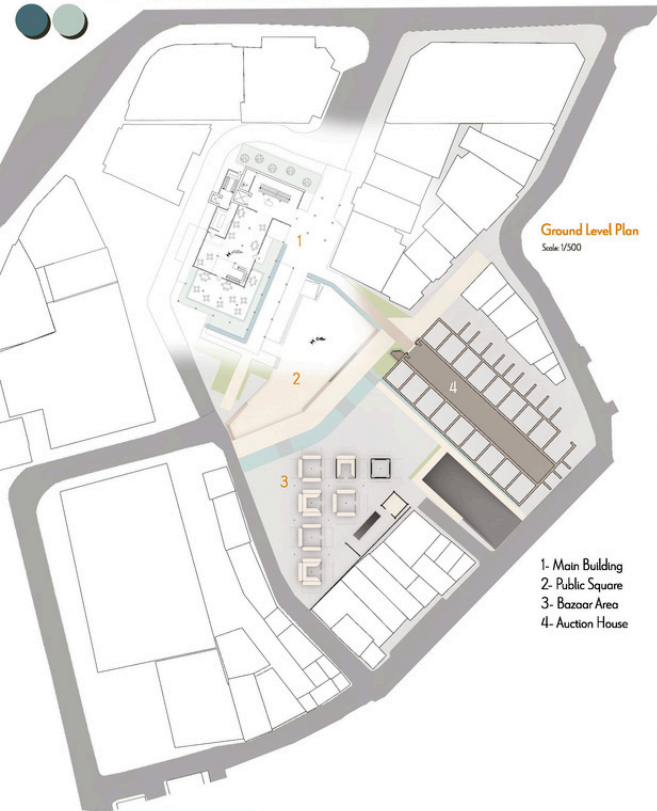 1
Ground Level Plan
Scale: 1/500
2
4
3
1- Main Building
2- Public Square
3- Bazaar Area
4- Auction House